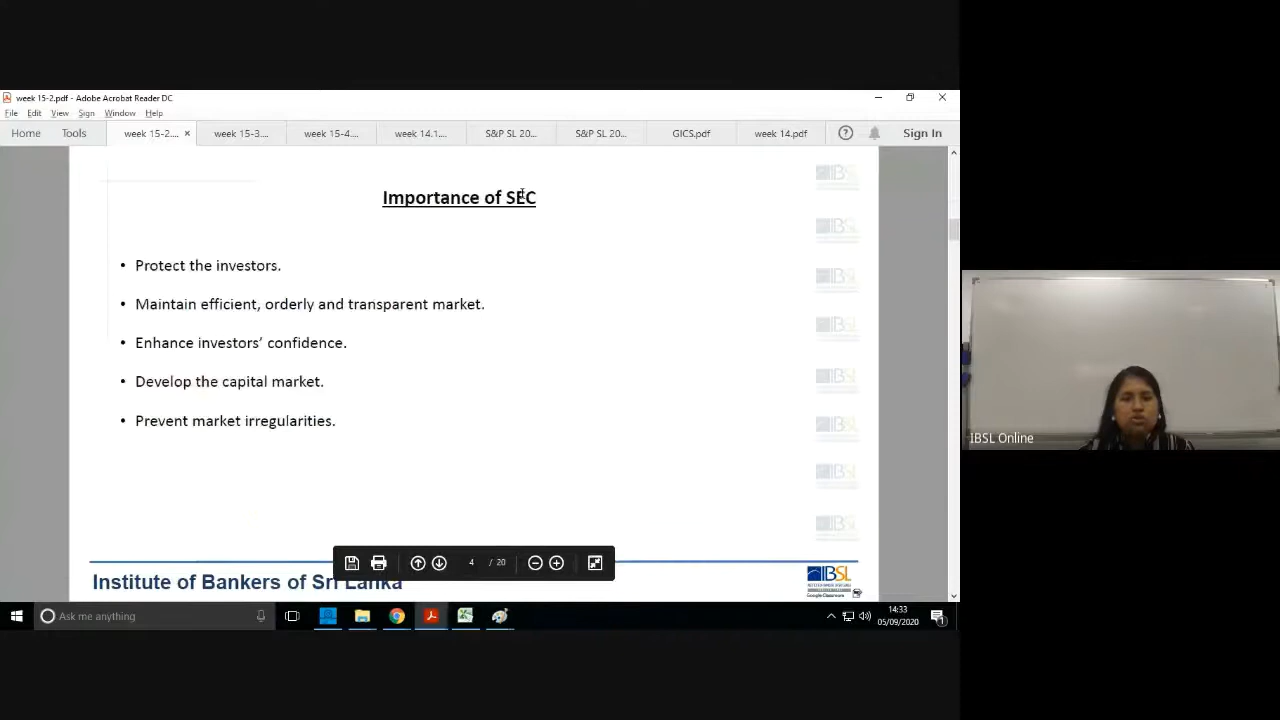 week 15-2.pdf - Adobe Acrobat Reader DC
File Edit View Sign Window Help
Home Tools week 15-2.... × week 15-3.... week 15-4.... week 14.1.... S&P SL 20... S&P SL 20... GICS.pdf week 14.pdf Sign In
Importance of SEC
• Protect the investors.
• Maintain efficient, orderly and transparent market.
• Enhance investors’ confidence.
• Develop the capital market.
• Prevent market irregularities.
4 / 20
Institute of Bankers of Sri Lanka
IBSL
Google Classroom
IBSL Online
Ask me anything
14:33
05/09/2020
1